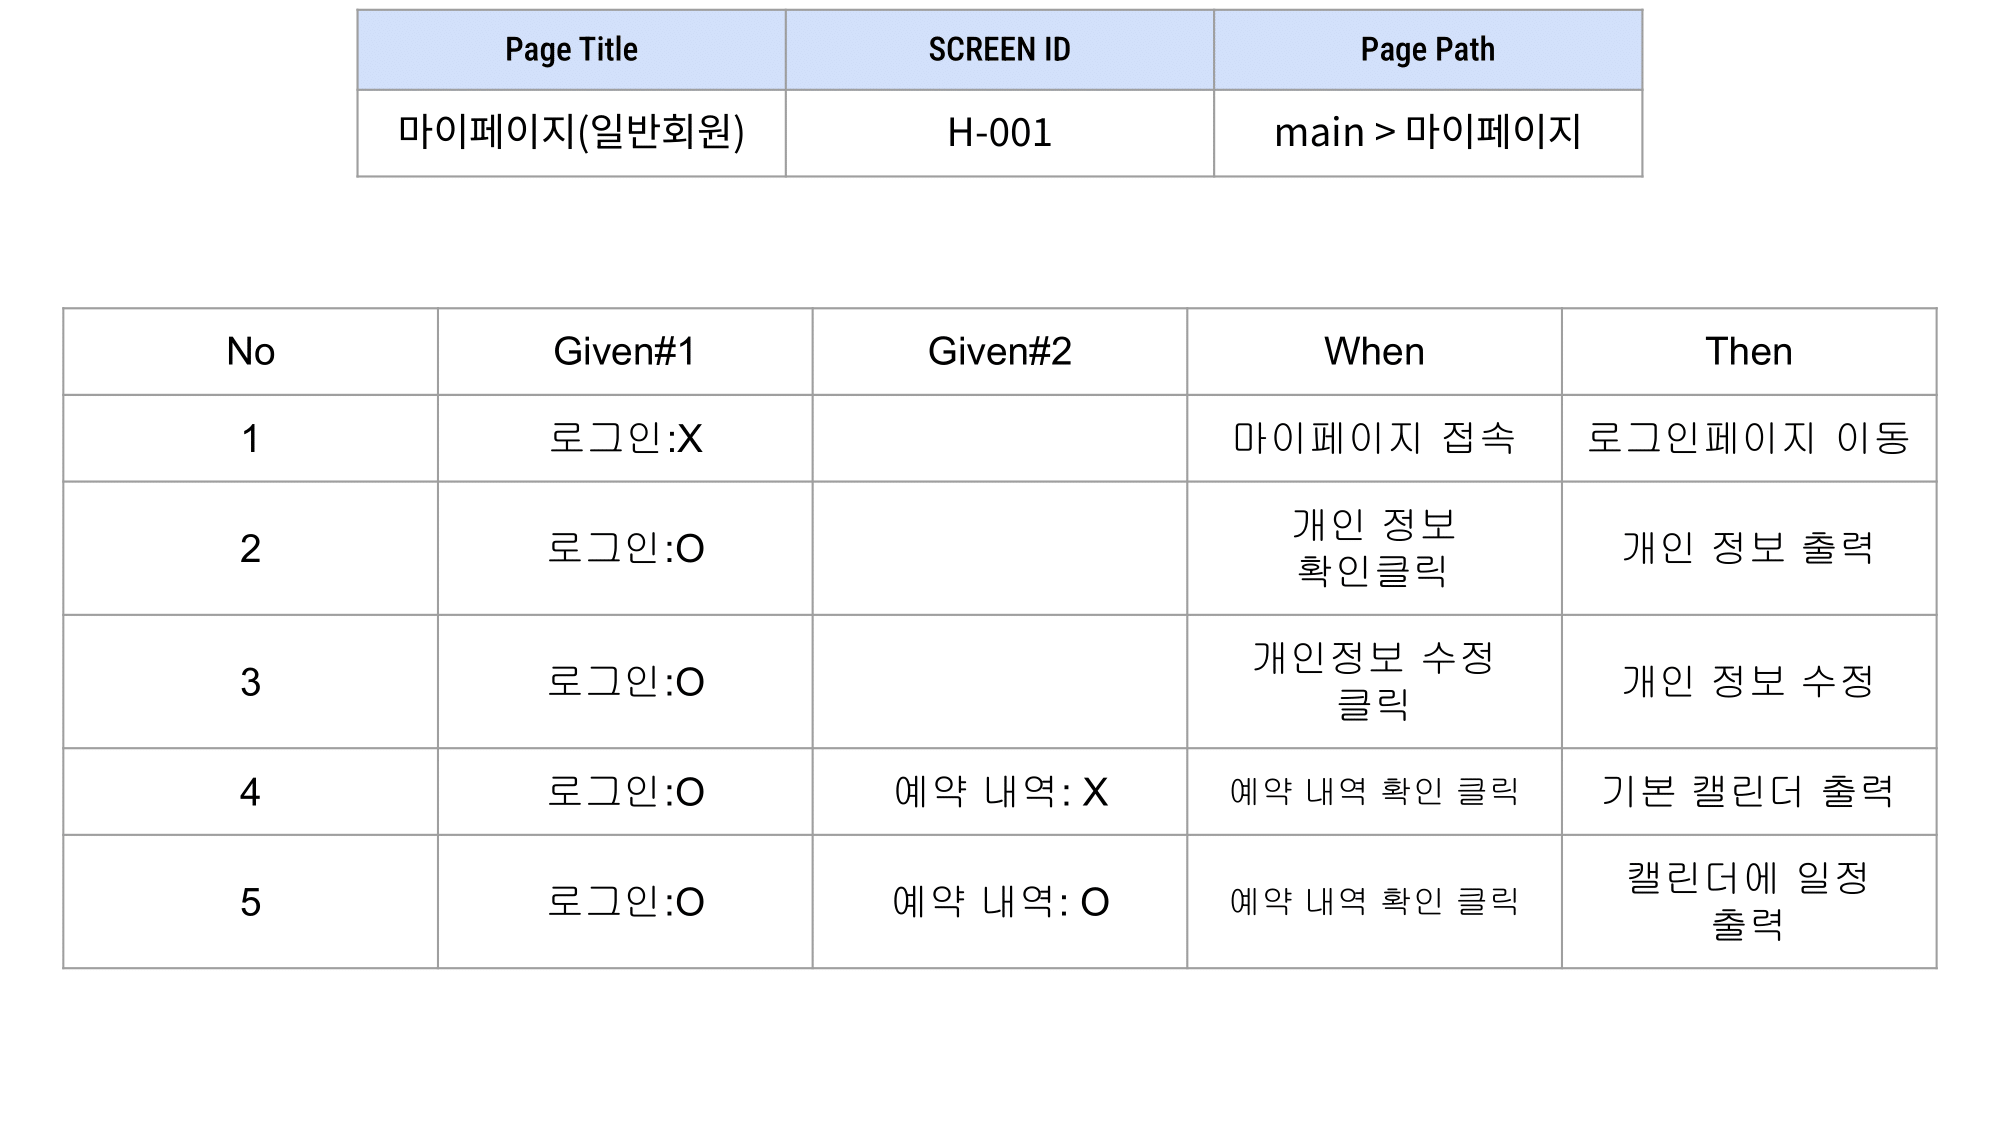 Page Title SCREEN ID Page Path
마이페이지(일반회원) H-001 main > 마이페이지
No Given#1 Given#2 When Then
1 로그인:X 마이페이지 접속 로그인페이지 이동
2 로그인:O 개인 정보 확인클릭 개인 정보 출력
3 로그인:O 개인정보 수정 클릭 개인 정보 수정
4 로그인:O 예약 내역: X 예약 내역 확인 클릭 기본 캘린더 출력
5 로그인:O 예약 내역: O 예약 내역 확인 클릭 캘린더에 일정 출력